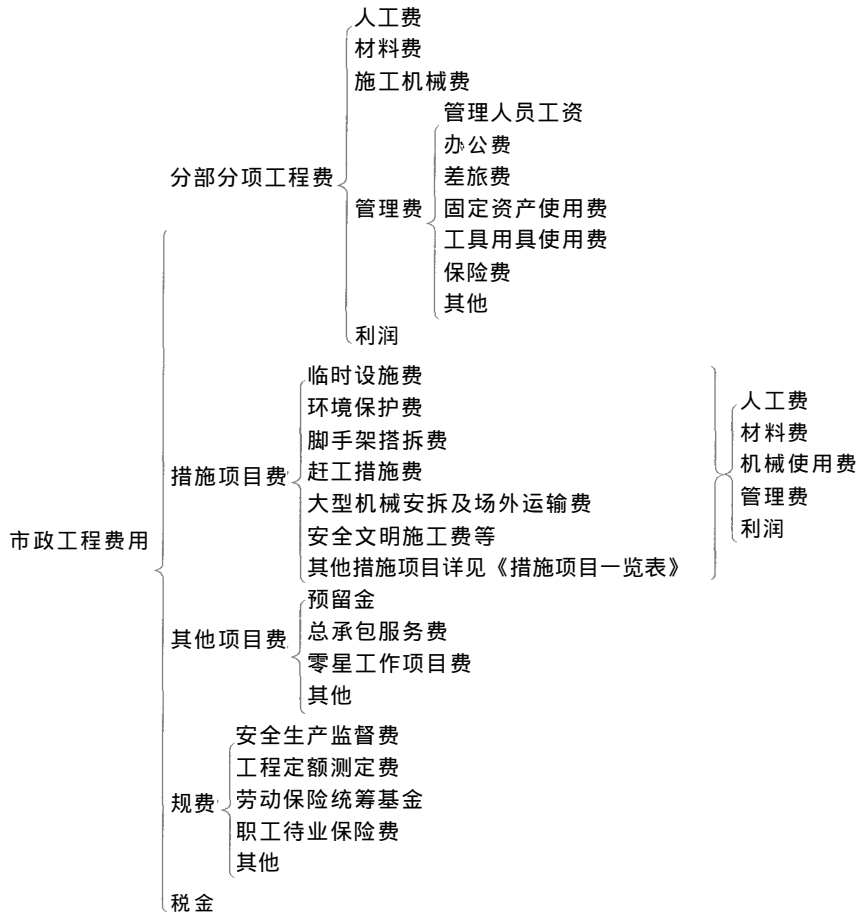 市政工程费用
分部分项工程费
人工费
材料费
施工机械费
管理费
管理人员工资
办公费
差旅费
固定资产使用费
工具用具使用费
保险费
其他
利润
措施项目费
临时设施费
环境保护费
脚手架搭拆费
赶工措施费
大型机械安拆及场外运输费
安全文明施工费等
其他措施项目详见《措施项目一览表》
人工费
材料费
机械使用费
管理费
利润
其他项目费
预留金
总承包服务费
零星工作项目费
其他
规费
安全生产监督费
工程定额测定费
劳动保险统筹基金
职工待业保险费
其他
税金